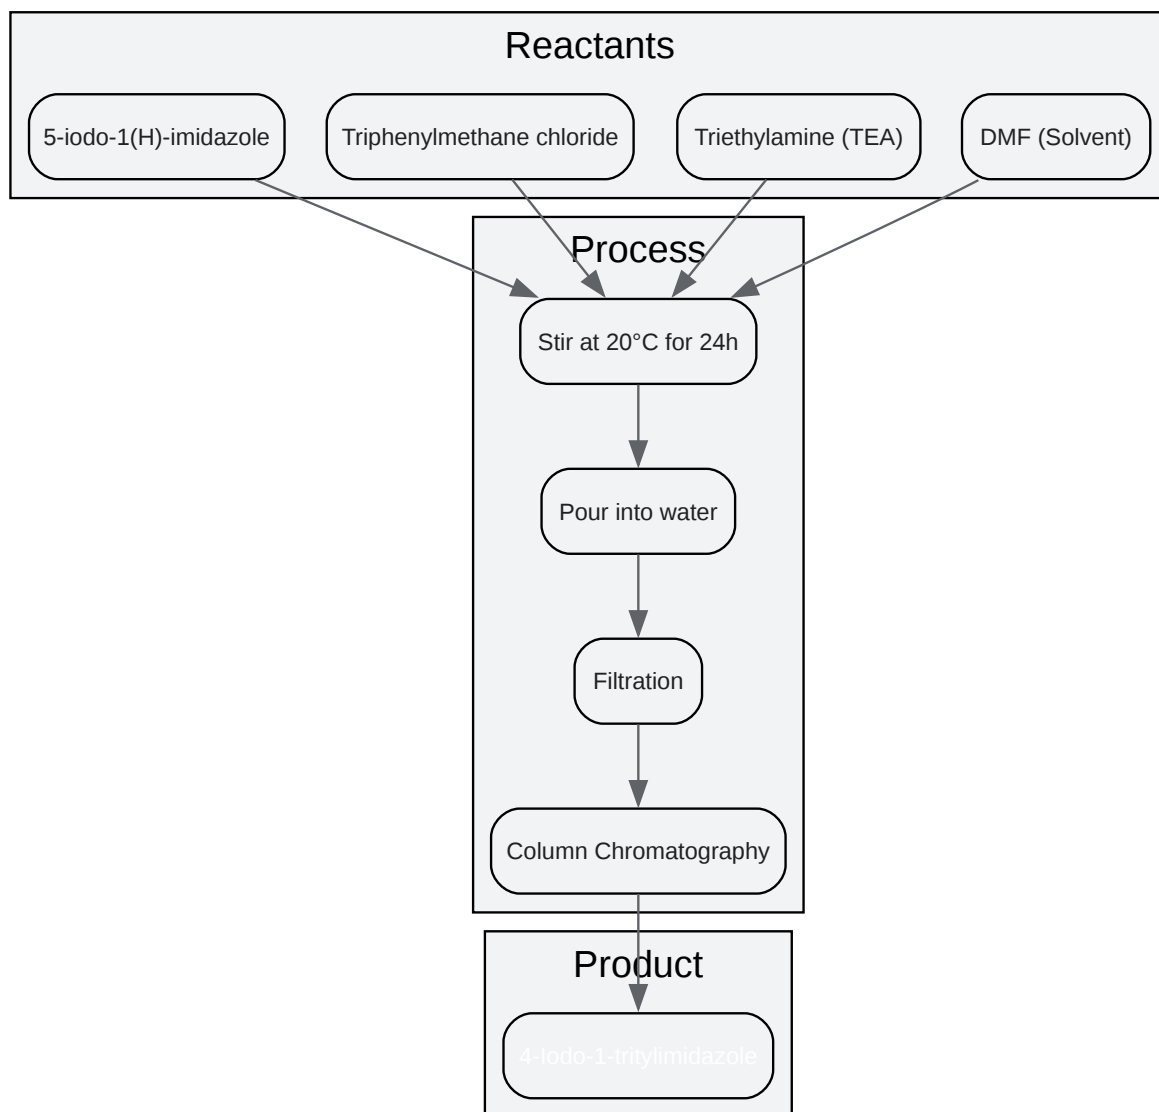 Reactants
5-iodo-1(H)-imidazole
Triphenylmethane chloride
Triethylamine (TEA)
DMF (Solvent)
Process
Stir at 20°C for 24h
Pour into water
Filtration
Column Chromatography
Product
4-Iodo-1-tritylimidazole